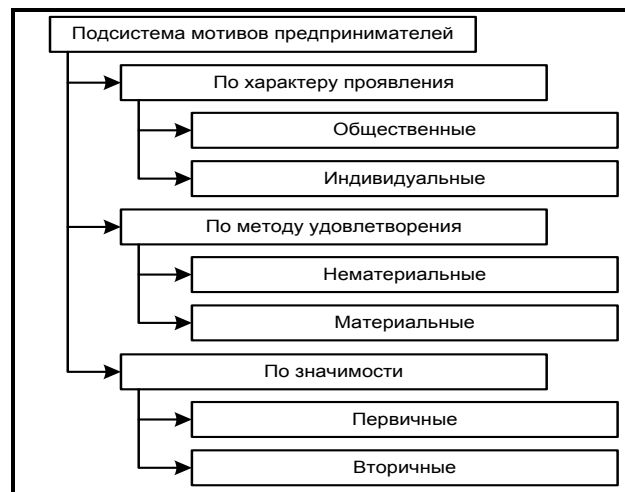 Подсистема мотивов предпринимателей
По характеру проявления
Общественные
Индивидуальные
По методу удовлетворения
Нематериальные
Материальные
По значимости
Первичные
Вторичные